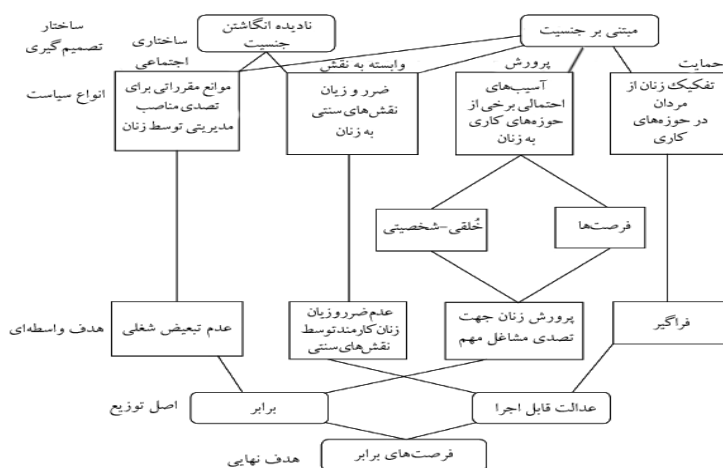 ساختار
تصمیم‌گیری
نادیده انگاشتن
جنسیت
مبتنی بر جنسیت
ساختاری
اجتماعی
وابسته به نقش
پرورش
حمایت
انواع سیاست
موانع مقرراتی برای
تصدی مناصب
مدیریتی توسط زنان
ضرر و زیان
نقش‌های سنتی
به زنان
آسیب‌های
احتمالی برخی از
حوزه‌های کاری
به زنان
تفکیک زنان از
مردان
در حوزه‌های
کاری
خُلقی-شخصیتی
فرصت‌ها
هدف واسطه‌ای
عدم تبعیض شغلی
عدم ضرر و زیان
زنان کارمند توسط
نقش‌های سنتی
پرورش زنان جهت
تصدی مشاغل مهم
فراگیر
اصل توزیع
برابر
عدالت قابل اجرا
هدف نهایی
فرصت‌های برابر